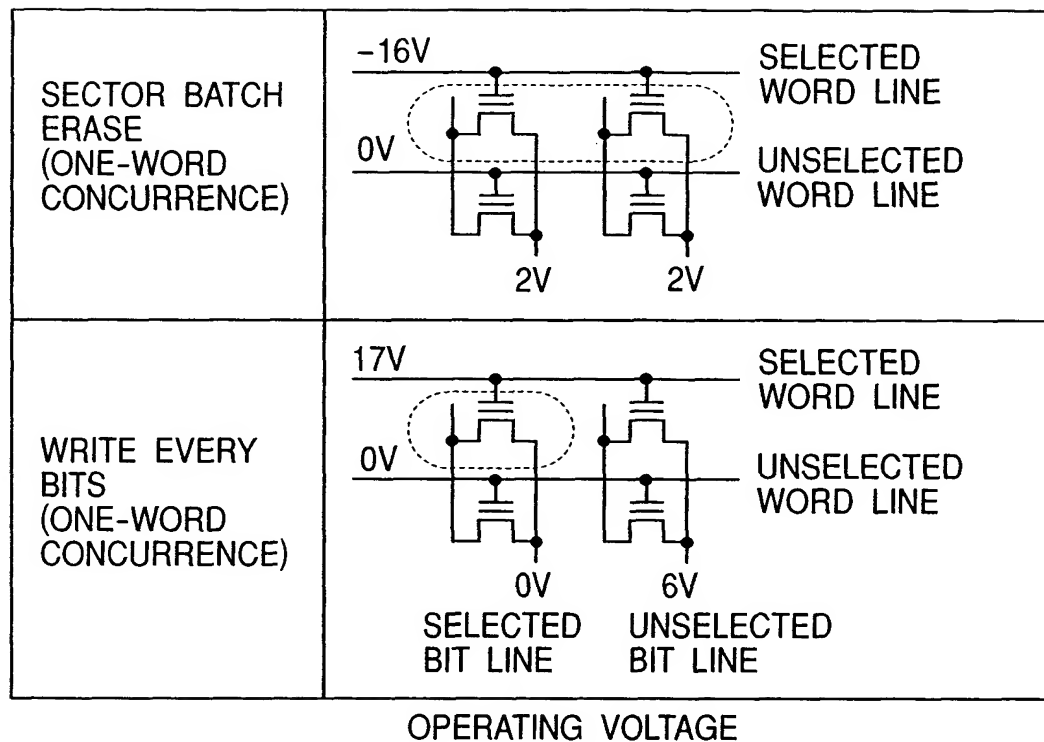 SECTOR BATCH
ERASE
(ONE-WORD
CONCURRENCE)
-16V
SELECTED
WORD LINE
0V
UNSELECTED
WORD LINE
2V 2V
WRITE EVERY
BITS
(ONE-WORD
CONCURRENCE)
17V
SELECTED
WORD LINE
0V
UNSELECTED
WORD LINE
0V 6V
SELECTED UNSELECTED
BIT LINE BIT LINE
OPERATING VOLTAGE